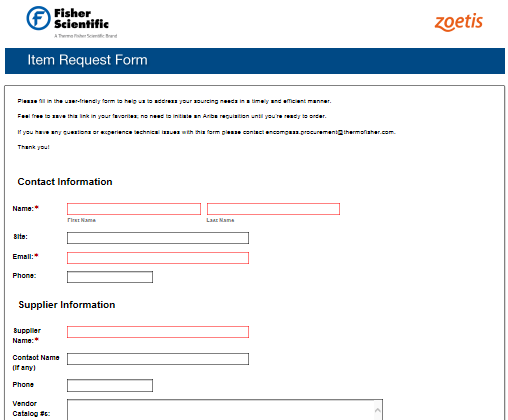 Fisher
Scientific
A Thermo Fisher Scientific Brand
zoetis
Item Request Form
Please fill in the user-friendly form to help us to address your sourcing needs in a timely and efficient manner.
Feel free to save this link in your favorites, no need to initiate an Ariba requisition until you're ready to order.
If you have any questions or experience technical issues with this form please contact encompass.procurement@thermofisher.com.
Thank you!
Contact Information
Name:*
First Name Last Name
Site:
Email:*
Phone:
Supplier Information
Supplier
Name:*
Contact Name
(if any)
Phone
Vendor
Catalog #s: